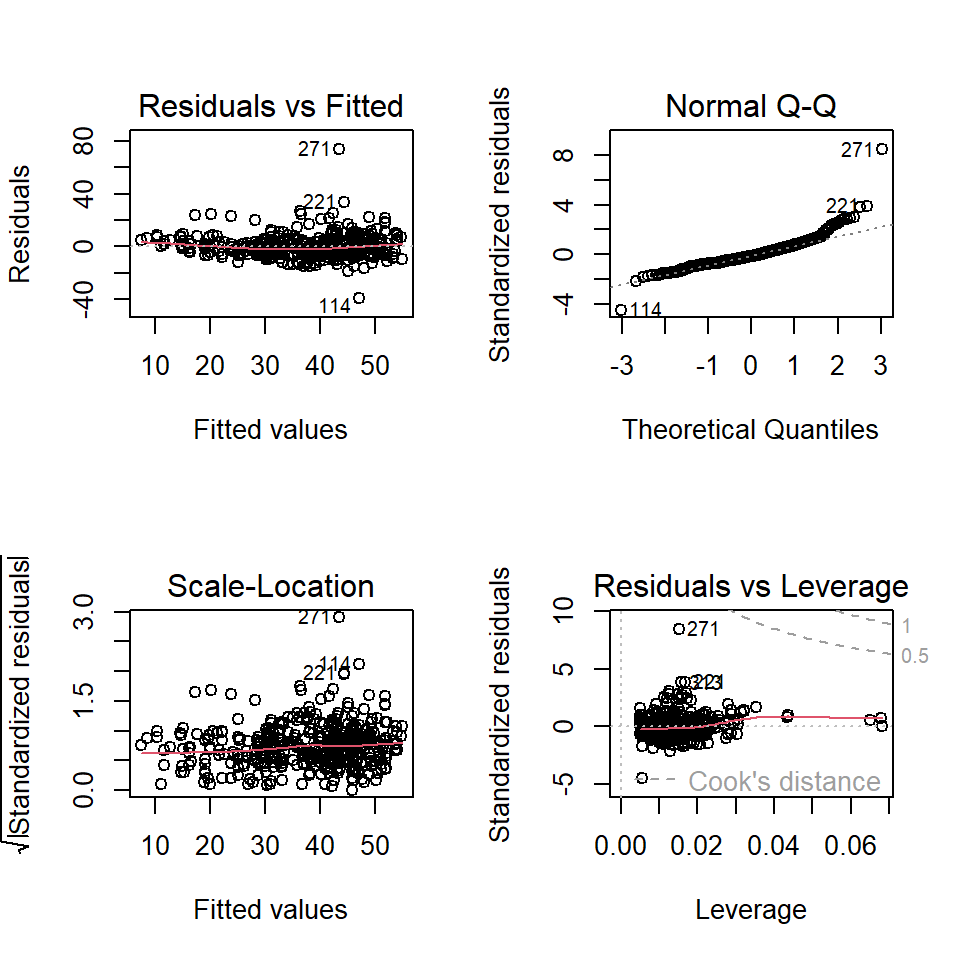 Residuals vs Fitted
Residuals
80
40
0
-40
271
221
114
10 20 30 40 50
Fitted values
Normal Q-Q
Standardized residuals
8
4
0
-4
271
221
114
-3 -1 0 1 2 3
Theoretical Quantiles
Scale-Location
√|Standardized residuals|
3.0
1.5
0.0
271
114
221
10 20 30 40 50
Fitted values
Residuals vs Leverage
Standardized residuals
10
5
0
-5
271
221
1
0.5
Cook's distance
0.00 0.02 0.04 0.06
Leverage